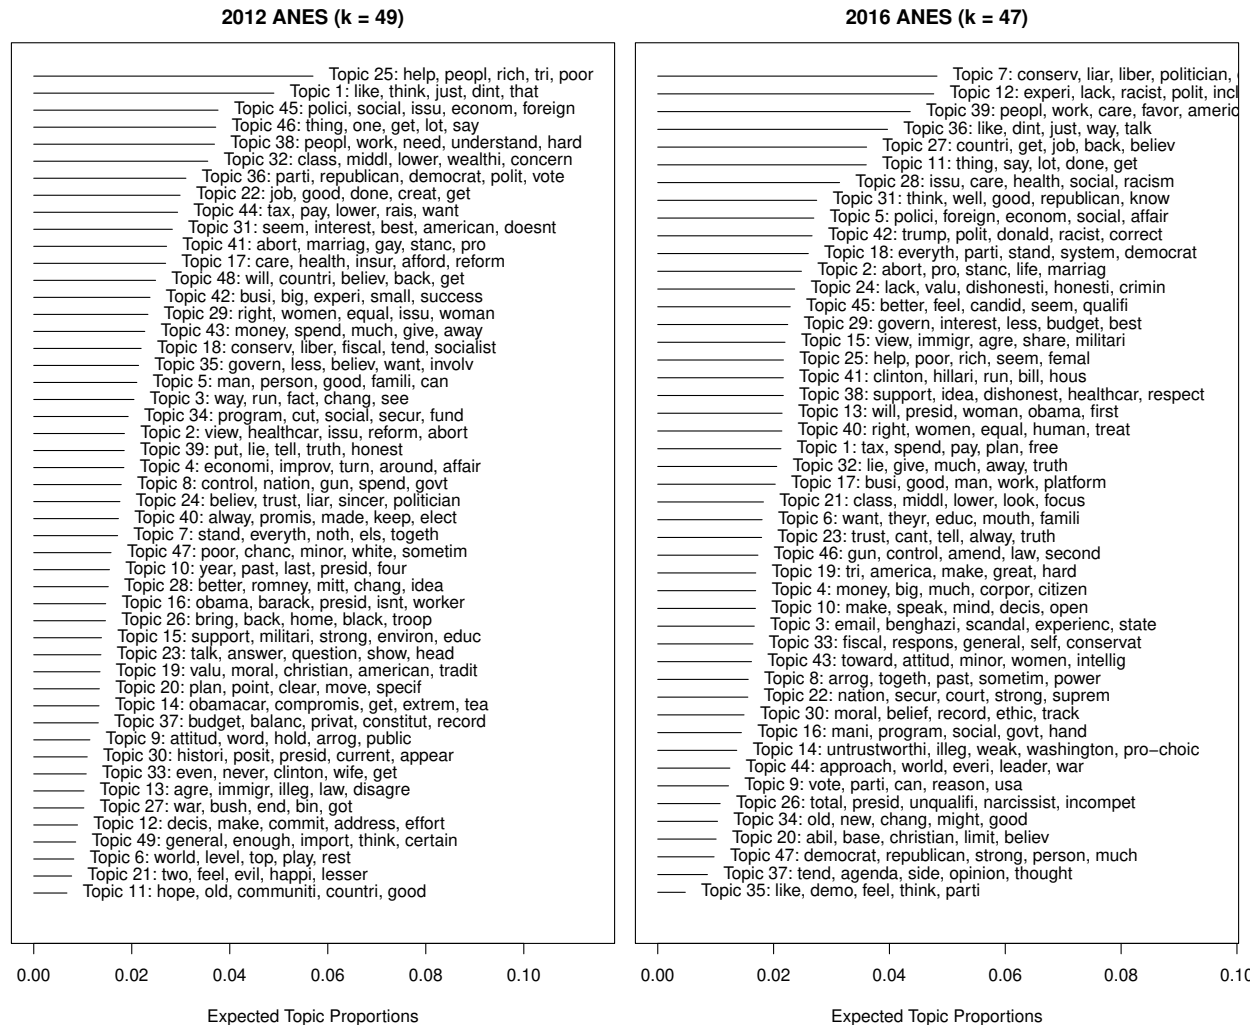 2012 ANES (k = 49)
Topic 25: help, peopl, rich, tri, poor
Topic 1: like, think, just, dint, that
Topic 45: polici, social, issu, econom, foreign
Topic 46: thing, one, get, lot, say
Topic 38: peopl, work, need, understand, hard
Topic 32: class, middl, lower, wealthi, concern
Topic 36: parti, republican, democrat, polit, vote
Topic 22: job, good, done, creat, get
Topic 44: tax, pay, lower, rais, want
Topic 31: seem, interest, best, american, doesnt
Topic 41: abort, marriag, gay, stanc, pro
Topic 17: care, health, insur, afford, reform
Topic 48: will, countri, believ, back, get
Topic 42: busi, big, experi, small, success
Topic 29: right, women, equal, issu, woman
Topic 43: money, spend, much, give, away
Topic 18: conserv, liber, fiscal, tend, socialist
Topic 35: govern, less, believ, want, involv
Topic 5: man, person, good, famili, can
Topic 3: way, run, fact, chang, see
Topic 34: program, cut, social, secur, fund
Topic 2: view, healthcar, issu, reform, abort
Topic 39: put, lie, tell, truth, honest
Topic 4: economi, improv, turn, around, affair
Topic 8: control, nation, gun, spend, govt
Topic 24: believ, trust, liar, sincer, politician
Topic 40: alway, promis, made, keep, elect
Topic 7: stand, everyth, noth, els, togeth
Topic 47: poor, chanc, minor, white, sometim
Topic 10: year, past, last, presid, four
Topic 28: better, romney, mitt, chang, idea
Topic 16: obama, barack, presid, isnt, worker
Topic 26: bring, back, home, black, troop
Topic 15: support, militari, strong, environ, educ
Topic 23: talk, answer, question, show, head
Topic 19: valu, moral, christian, american, tradit
Topic 20: plan, point, clear, move, specif
Topic 14: obamacar, compromis, get, extrem, tea
Topic 37: budget, balanc, privat, constitut, record
Topic 9: attitud, word, hold, arrog, public
Topic 30: histori, posit, presid, current, appear
Topic 33: even, never, clinton, wife, get
Topic 13: agre, immigr, illeg, law, disagre
Topic 27: war, bush, end, bin, got
Topic 12: decis, make, commit, address, effort
Topic 49: general, enough, import, think, certain
Topic 6: world, level, top, play, rest
Topic 21: two, feel, evil, happi, lesser
Topic 11: hope, old, communiti, countri, good
0.00 0.02 0.04 0.06 0.08 0.10
Expected Topic Proportions
2016 ANES (k = 47)
Topic 7: conserv, liar, liber, politician,
Topic 12: experi, lack, racist, polit, incl
Topic 39: peopl, work, care, favor, americ
Topic 36: like, dint, just, way, talk
Topic 27: countri, get, job, back, believ
Topic 11: thing, say, lot, done, get
Topic 28: issu, care, health, social, racism
Topic 31: think, well, good, republican, know
Topic 5: polici, foreign, econom, social, affair
Topic 42: trump, polit, donald, racist, correct
Topic 18: everyth, parti, stand, system, democrat
Topic 2: abort, pro, stanc, life, marriag
Topic 24: lack, valu, dishonesti, honesti, crimin
Topic 45: better, feel, candid, seem, qualifi
Topic 29: govern, interest, less, budget, best
Topic 15: view, immigr, agre, share, militari
Topic 25: help, poor, rich, seem, femal
Topic 41: clinton, hillari, run, bill, hous
Topic 38: support, idea, dishonest, healthcar, respect
Topic 13: will, presid, woman, obama, first
Topic 40: right, women, equal, human, treat
Topic 1: tax, spend, pay, plan, free
Topic 32: lie, give, much, away, truth
Topic 17: busi, good, man, work, platform
Topic 21: class, middl, lower, look, focus
Topic 6: want, theyr, educ, mouth, famili
Topic 23: trust, cant, tell, alway, truth
Topic 46: gun, control, amend, law, second
Topic 19: tri, america, make, great, hard
Topic 4: money, big, much, corpor, citizen
Topic 10: make, speak, mind, decis, open
Topic 3: email, benghazi, scandal, experienc, state
Topic 33: fiscal, respons, general, self, conservat
Topic 43: toward, attitud, minor, women, intellig
Topic 8: arrog, togeth, past, sometim, power
Topic 22: nation, secur, court, strong, suprem
Topic 30: moral, belief, record, ethic, track
Topic 16: mani, program, social, govt, hand
Topic 14: untrustworthi, illeg, weak, washington, pro−choic
Topic 44: approach, world, everi, leader, war
Topic 9: vote, parti, can, reason, usa
Topic 26: total, presid, unqualifi, narcissist, incompet
Topic 34: old, new, chang, might, good
Topic 20: abil, base, christian, limit, believ
Topic 47: democrat, republican, strong, person, much
Topic 37: tend, agenda, side, opinion, thought
Topic 35: like, demo, feel, think, parti
0.00 0.02 0.04 0.06 0.08 0.10
Expected Topic Proportions